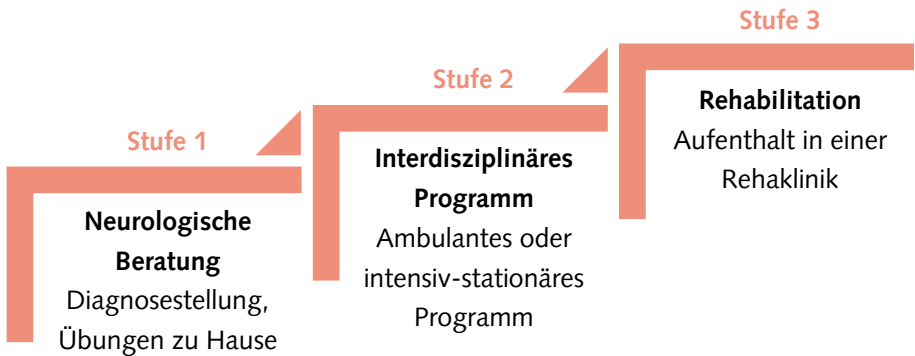 Stufe 1
Neurologische
Beratung
Diagnosestellung,
Übungen zu Hause
Stufe 2
Interdisziplinäres
Programm
Ambulantes oder
intensiv-stationäres
Programm
Stufe 3
Rehabilitation
Aufenthalt in einer
Rehaklinik